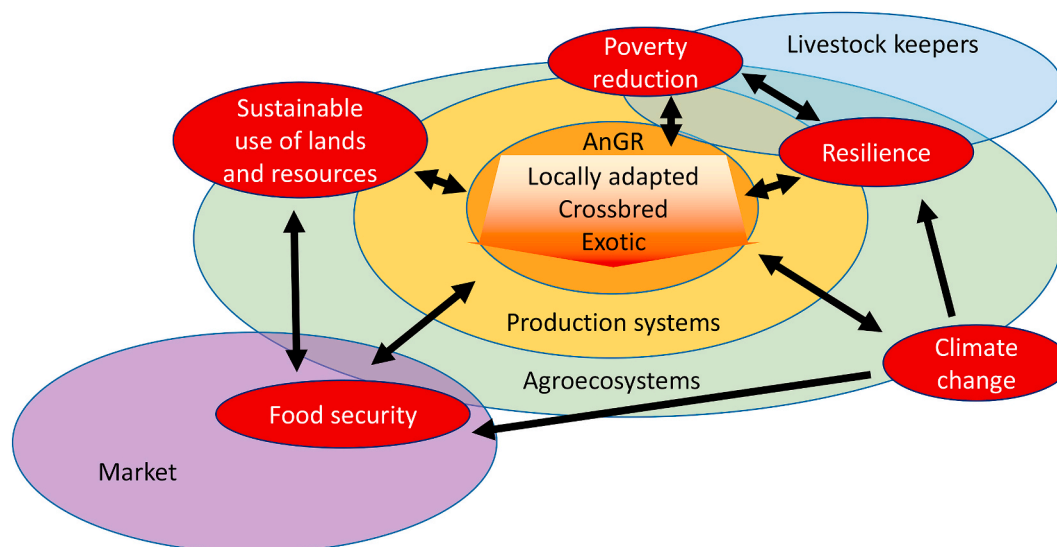 Poverty
reduction
Livestock keepers
Sustainable
use of lands
and resources
AnGR
Resilience
Locally adapted
Crossbred
Exotic
Production systems
Climate
change
Agroecosystems
Food security
Market